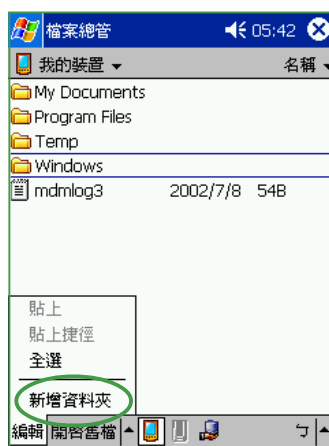 檔案總管 05:42
我的裝置 名稱
My Documents
Program Files
Temp
Windows
mdmlog3 2002/7/8 54B
貼上
貼上捷徑
全選
新增資料夾
編輯 開啓舊檔 ㄅ